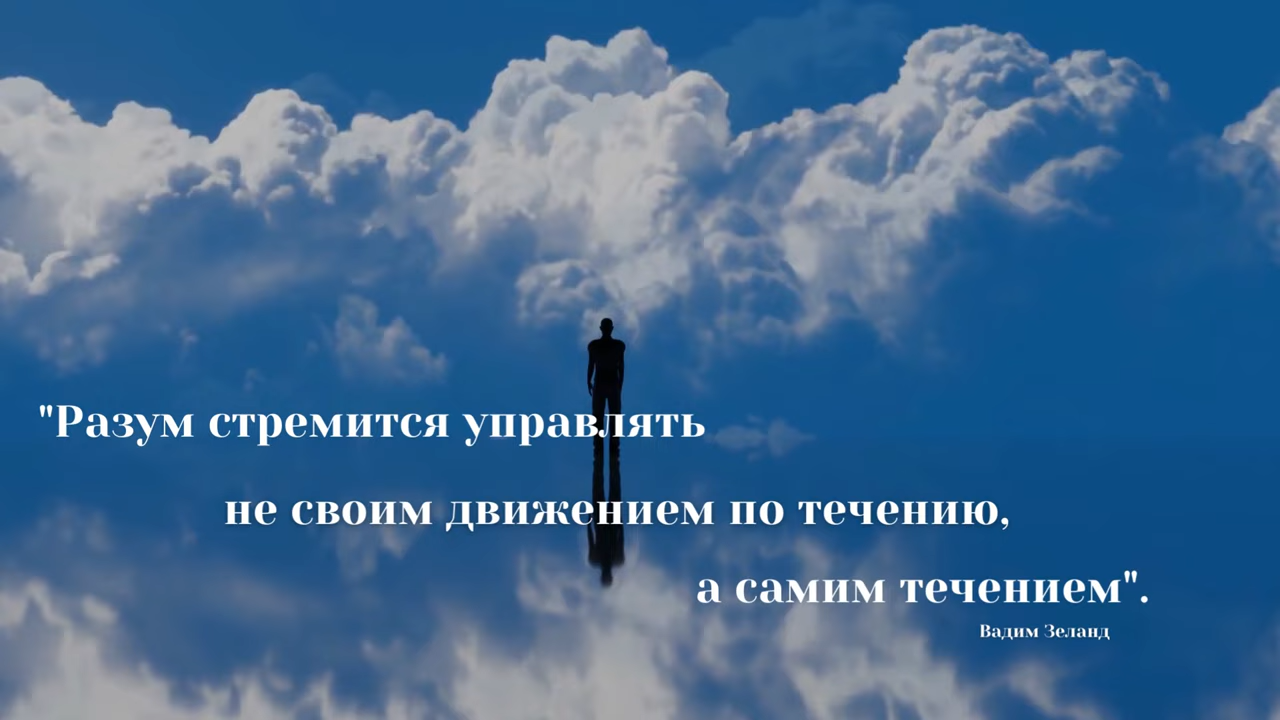 "Разум стремится управлять
не своим движением по течению,
а самим течением".
Вадим Зеланд